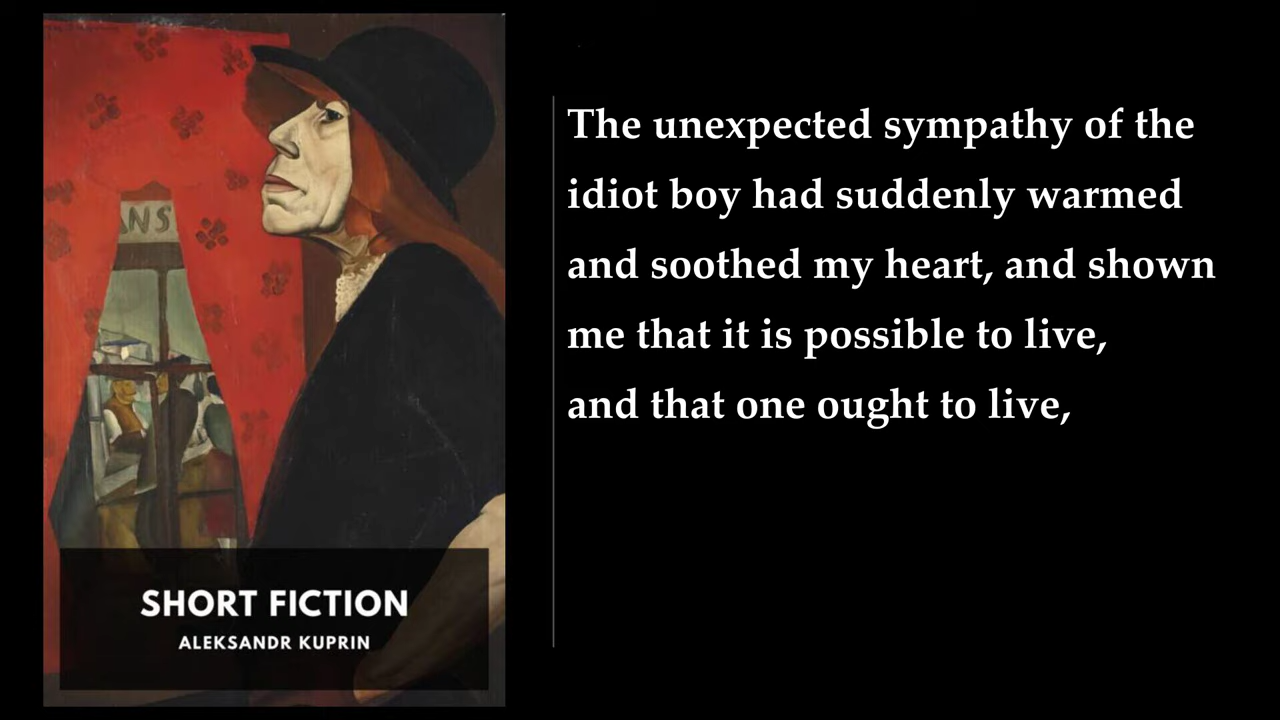 NS
SHORT FICTION
ALEKSANDR KUPRIN
The unexpected sympathy of the
idiot boy had suddenly warmed
and soothed my heart, and shown
me that it is possible to live,
and that one ought to live,